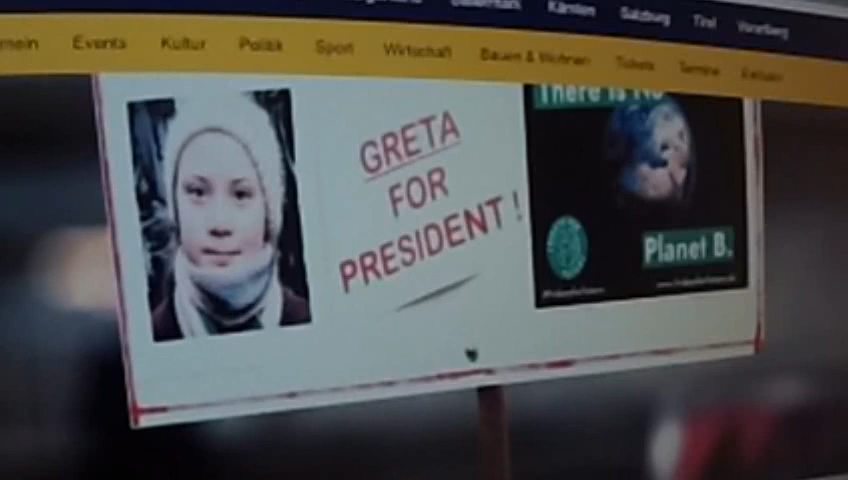 Kärnten Salzburg Tirol Vorarlberg
Events Kultur Politik Sport Wirtschaft Bauen & Wohnen Tickets Termine
GRETA
FOR
PRESIDENT !
There is No
Planet B.